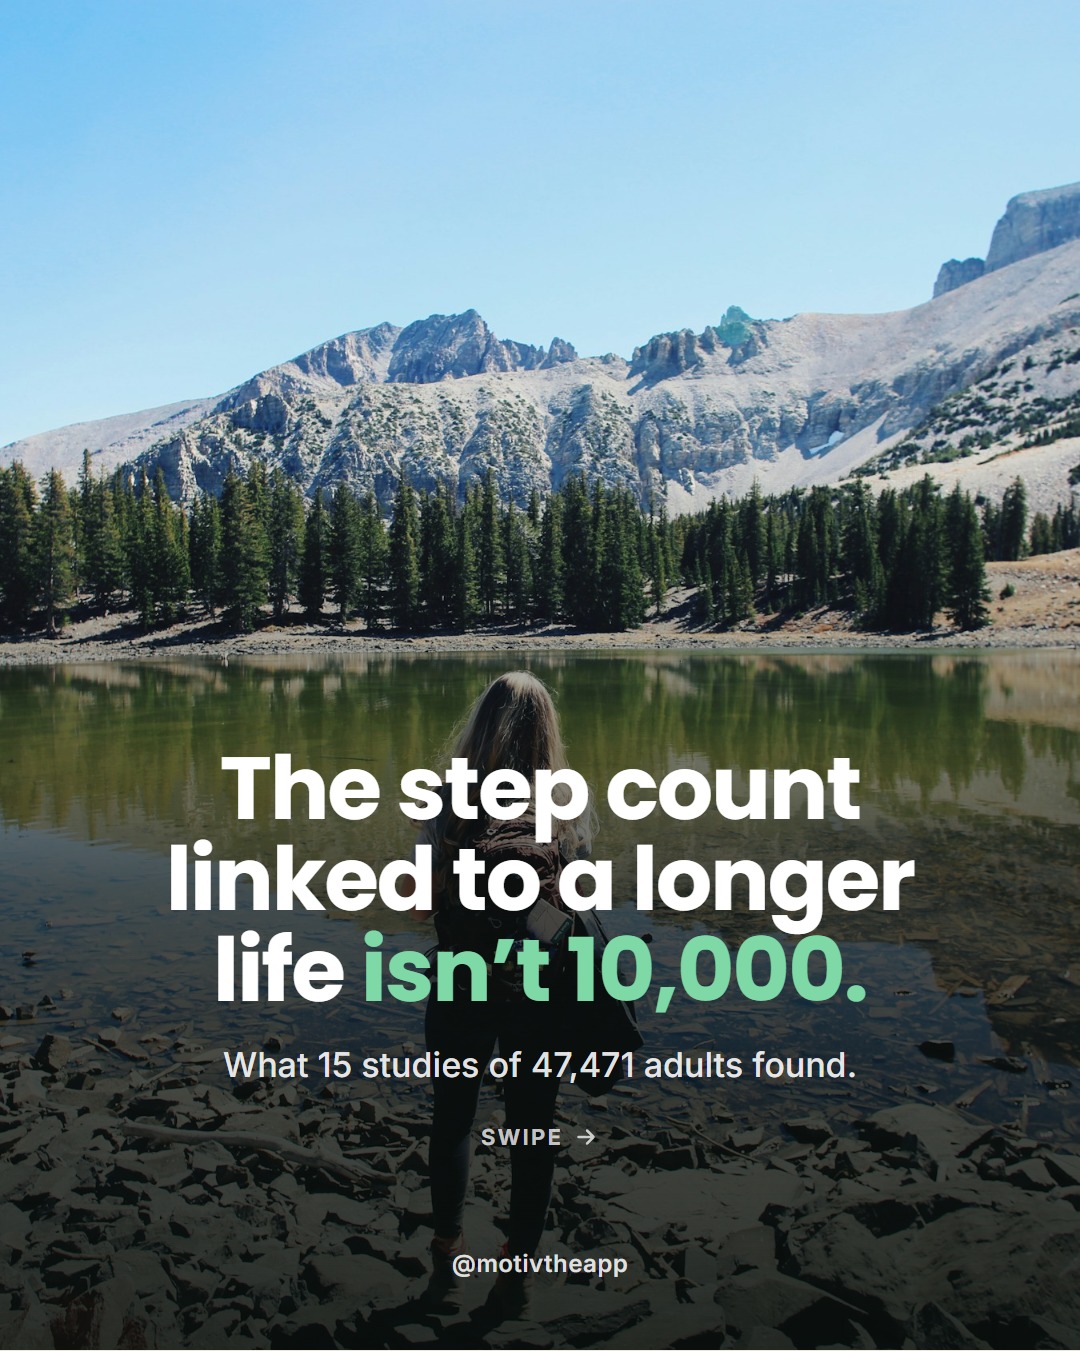 The step count
linked to a longer
life isn’t 10,000.
What 15 studies of 47,471 adults found.
SWIPE →
@motivtheapp